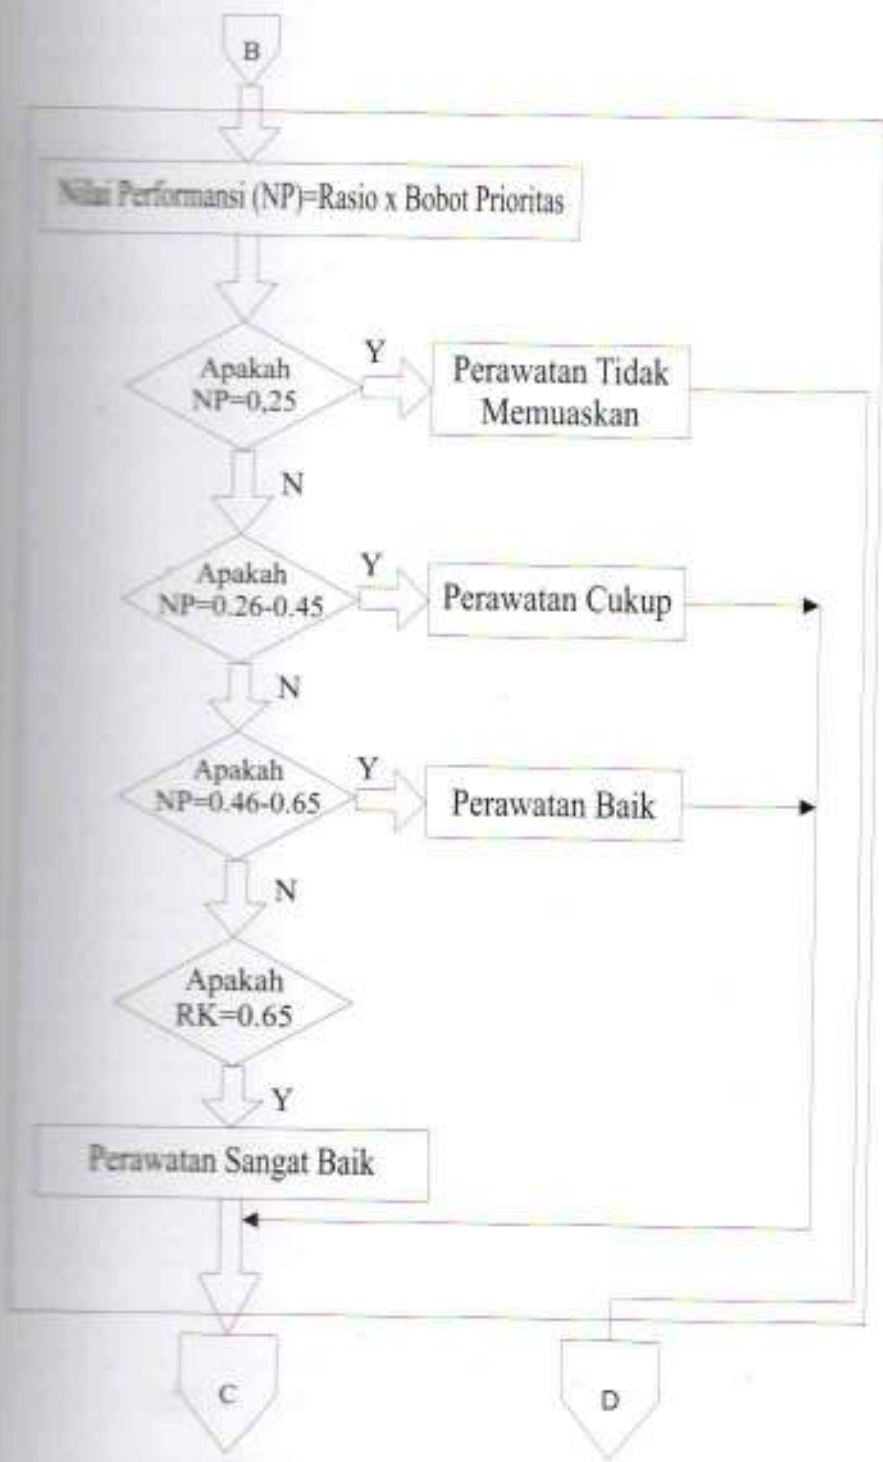 B
Nilai Performansi (NP)=Rasio x Bobot Prioritas
Apakah
NP=0,25
Y
Perawatan Tidak
Memuaskan
N
Apakah
NP=0.26-0.45
Y
Perawatan Cukup
N
Apakah
NP=0.46-0.65
Y
Perawatan Baik
N
Apakah
RK=0.65
Y
Perawatan Sangat Baik
C
D